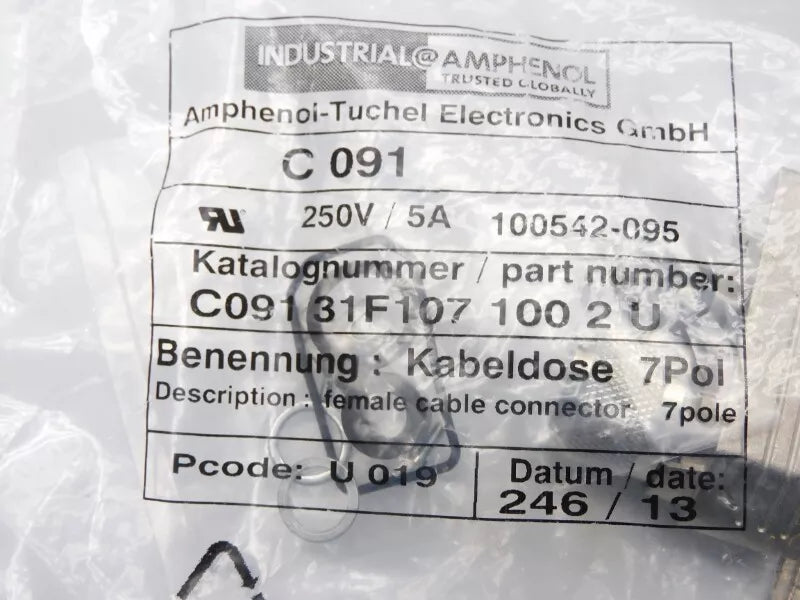 INDUSTRIAL@AMPHENOL
TRUSTED GLOBALLY
Amphenol-Tuchel Electronics GmbH
C 091
RU 250V / 5A 100542-095
Katalognummer / part number:
C091 31F107 100 2 U
Benennung : Kabeldose 7Pol
Description : female cable connector 7pole
Pcode: U 019
Datum / date:
246 / 13